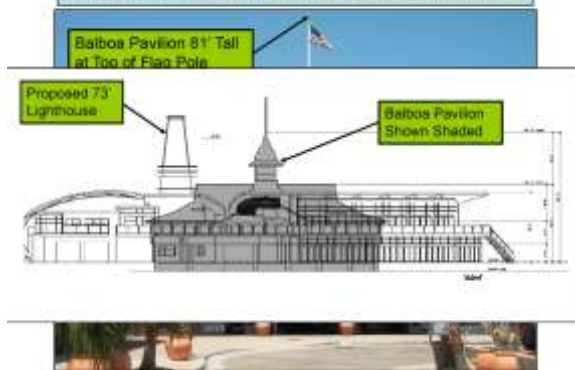 Balboa Pavilion 81' Tall
at Top of Flag Pole
Proposed 73'
Lighthouse
Balboa Pavilion
Shown Shaded